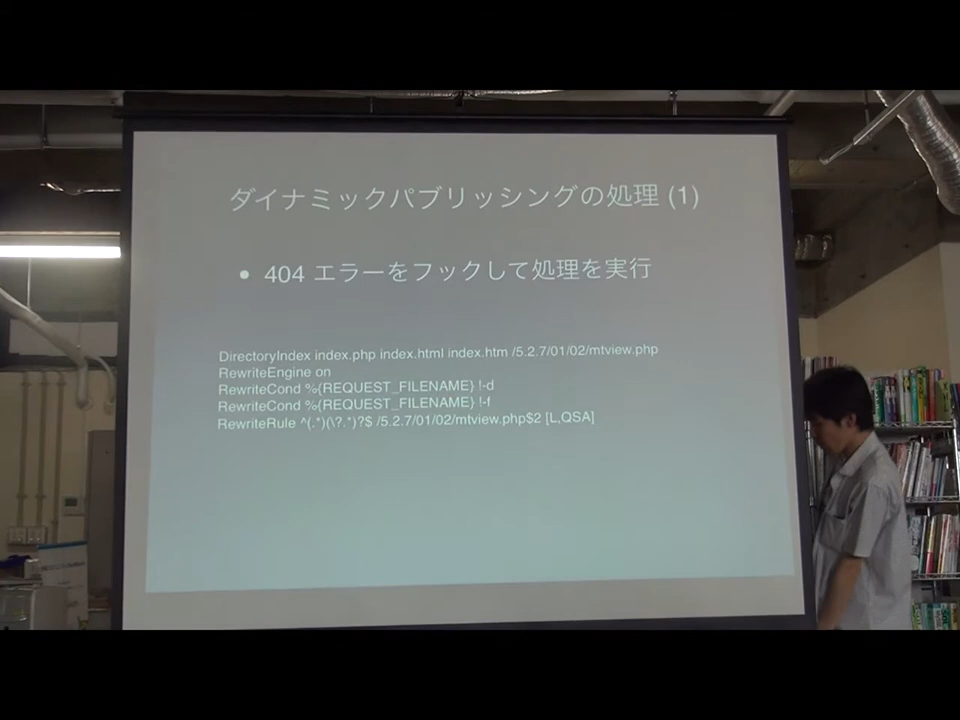 ダイナミックパブリッシングの処理 (1)
• 404 エラーをフックして処理を実行
DirectoryIndex index.php index.html index.htm /5.2.7/01/02/mtview.php
RewriteEngine on
RewriteCond %{REQUEST_FILENAME} !-d
RewriteCond %{REQUEST_FILENAME} !-f
RewriteRule ^(.*)(\?.*)?$ /5.2.7/01/02/mtview.php$2 [L,QSA]